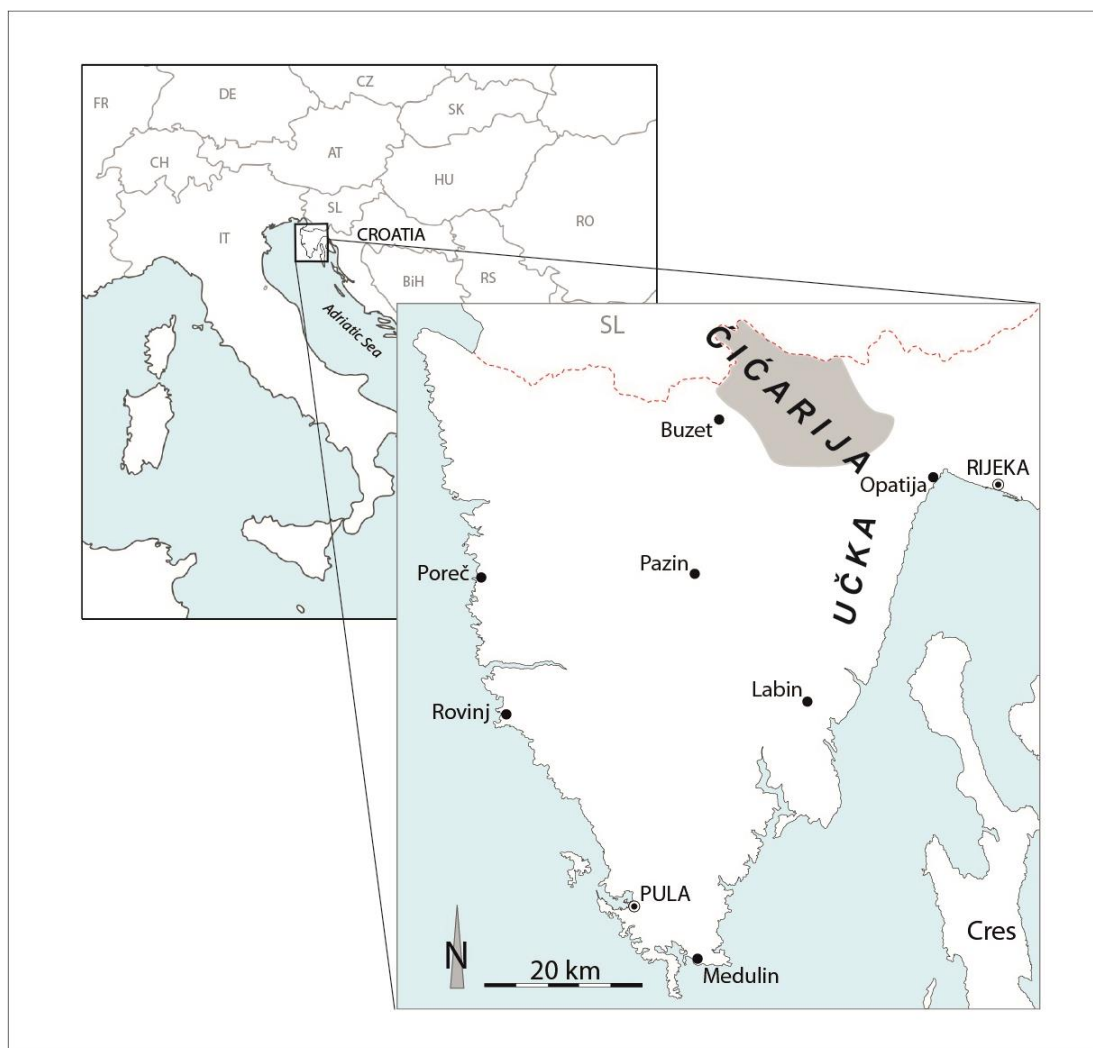 FR
DE
CZ
SK
CH
AT
HU
SL
RO
IT
CROATIA
BiH
RS
Adriatic Sea
SL
ĆIĆARIJA
Buzet
Opatija
RIJEKA
UČKA
Poreč
Pazin
Labin
Rovinj
PULA
Cres
N
20 km
Medulin